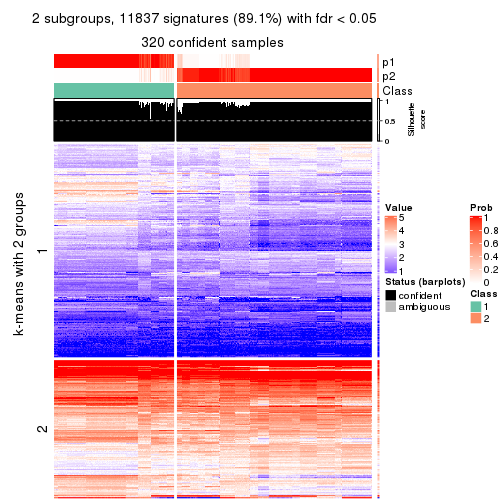 2 subgroups, 11837 signatures (89.1%) with fdr < 0.05
320 confident samples
p1
p2
Class
1
0.5
0
Silhouette
score
k-means with 2 groups
1
2
Value
5
4
3
2
1
Status (barplots)
confident
ambiguous
Prob
1
0.8
0.6
0.4
0.2
0
Class
1
2